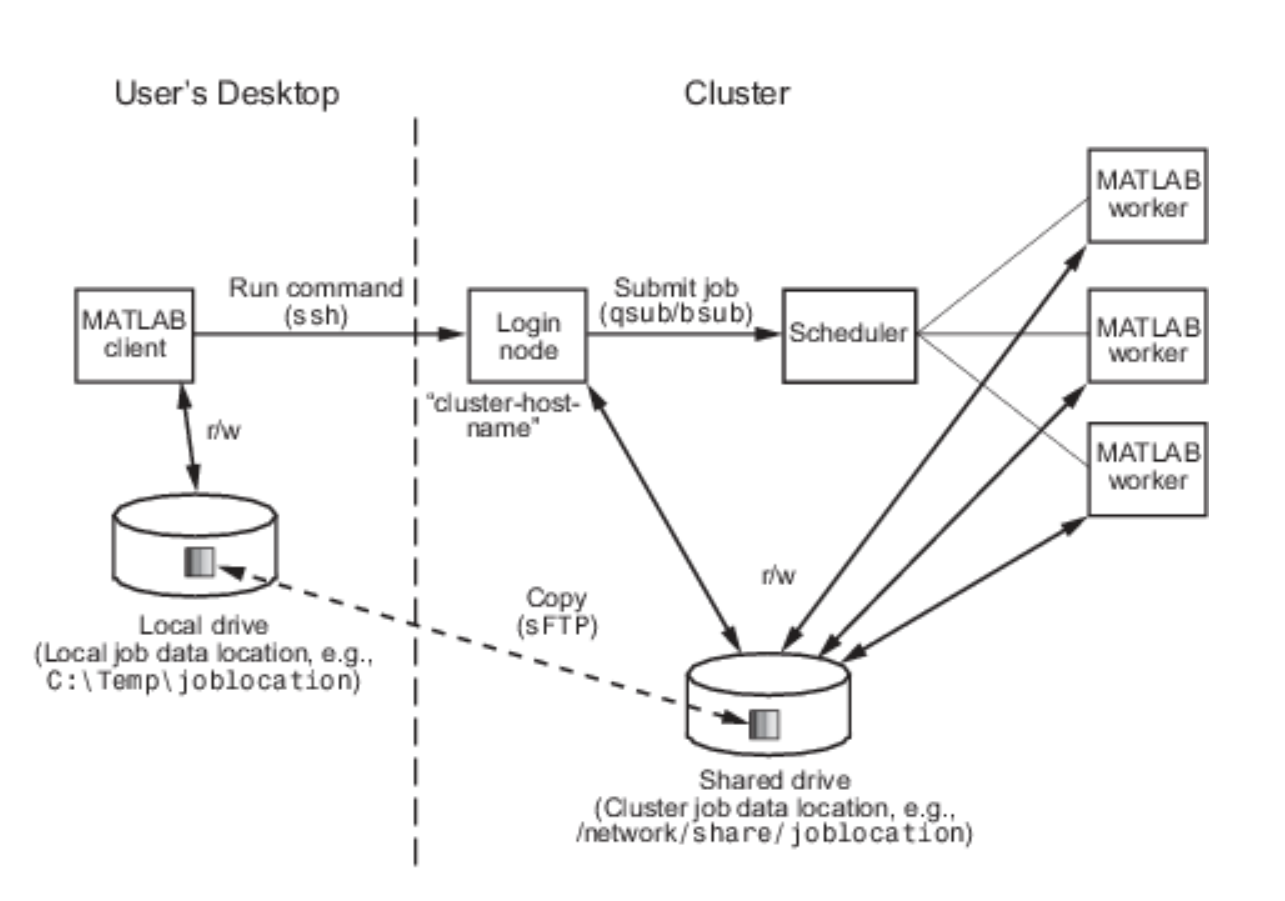 User's Desktop
Cluster
MATLAB
worker
Run command
(ssh)
Submit job
(qsub/bsub)
MATLAB
client
Login
node
Scheduler
MATLAB
worker
"cluster-host-
name"
r/w
MATLAB
worker
r/w
Copy
(sFTP)
Local drive
(Local job data location, e.g.,
C:\Temp\joblocation)
Shared drive
(Cluster job data location, e.g.,
/network/share/joblocation)